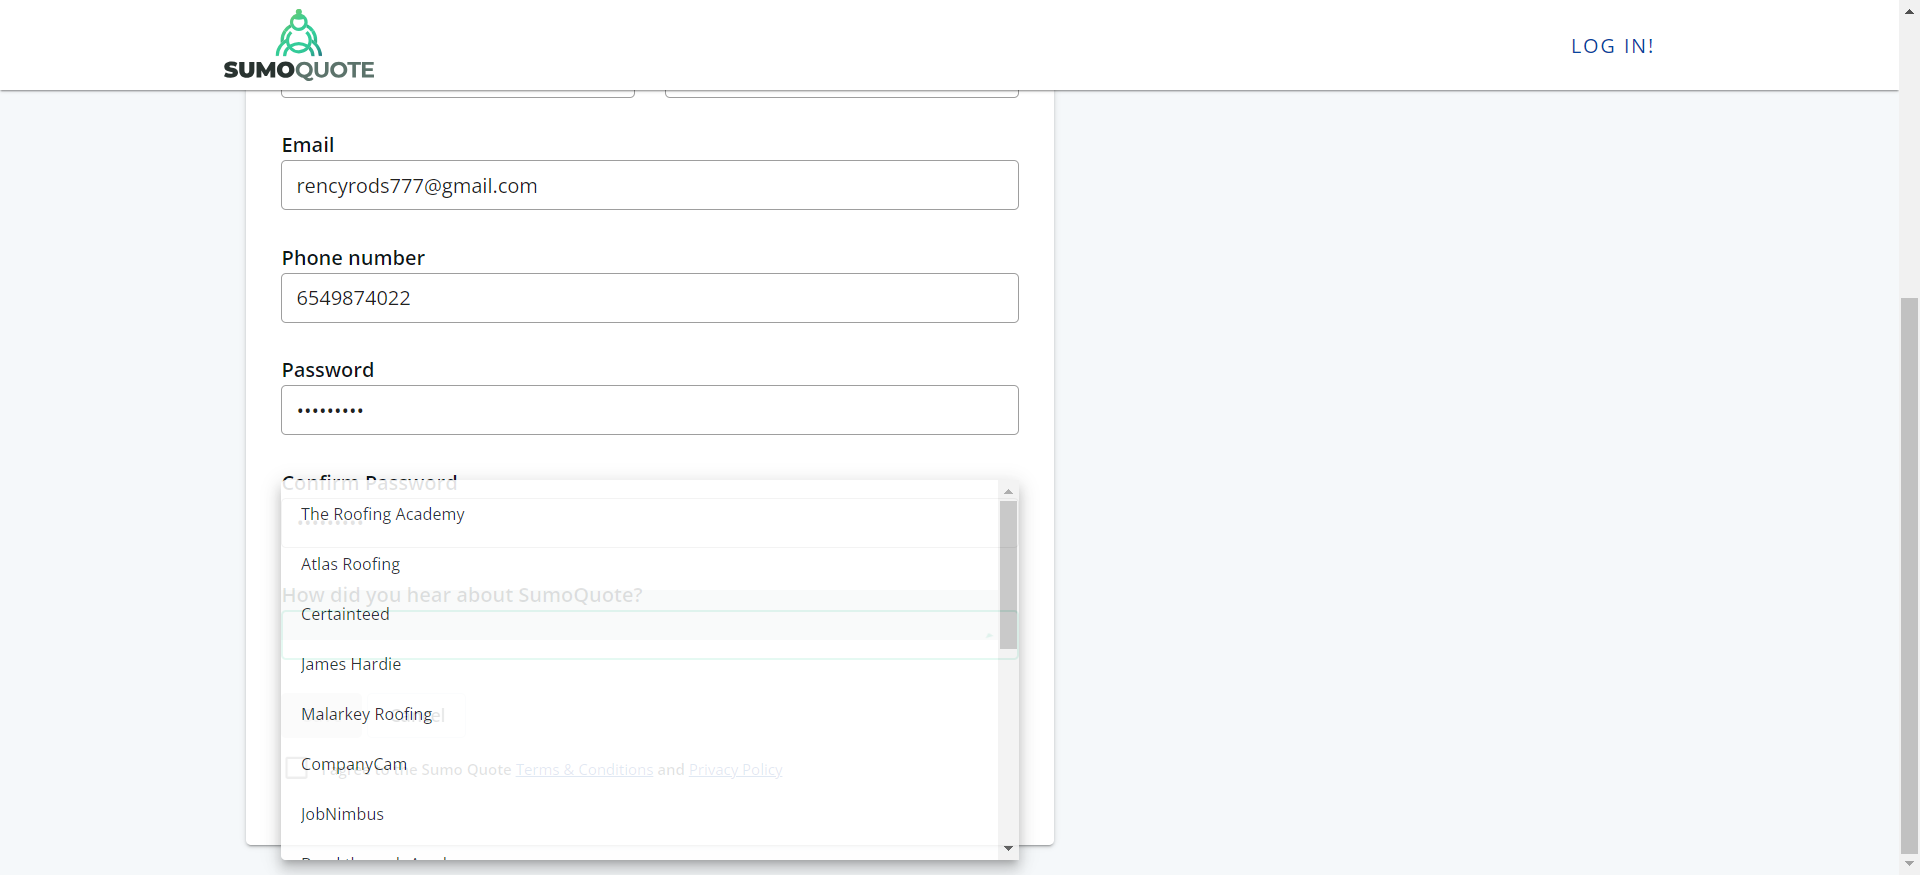 SUMOQUOTE
LOG IN!
Email
rencyrods777@gmail.com
Phone number
6549874022
Password
•••••••••
Confirm Password
The Roofing Academy
Atlas Roofing
How did you hear about SumoQuote?
Certainteed
James Hardie
Malarkey Roofing
CompanyCam
to the Sumo Quote Terms & Conditions and Privacy Policy
JobNimbus